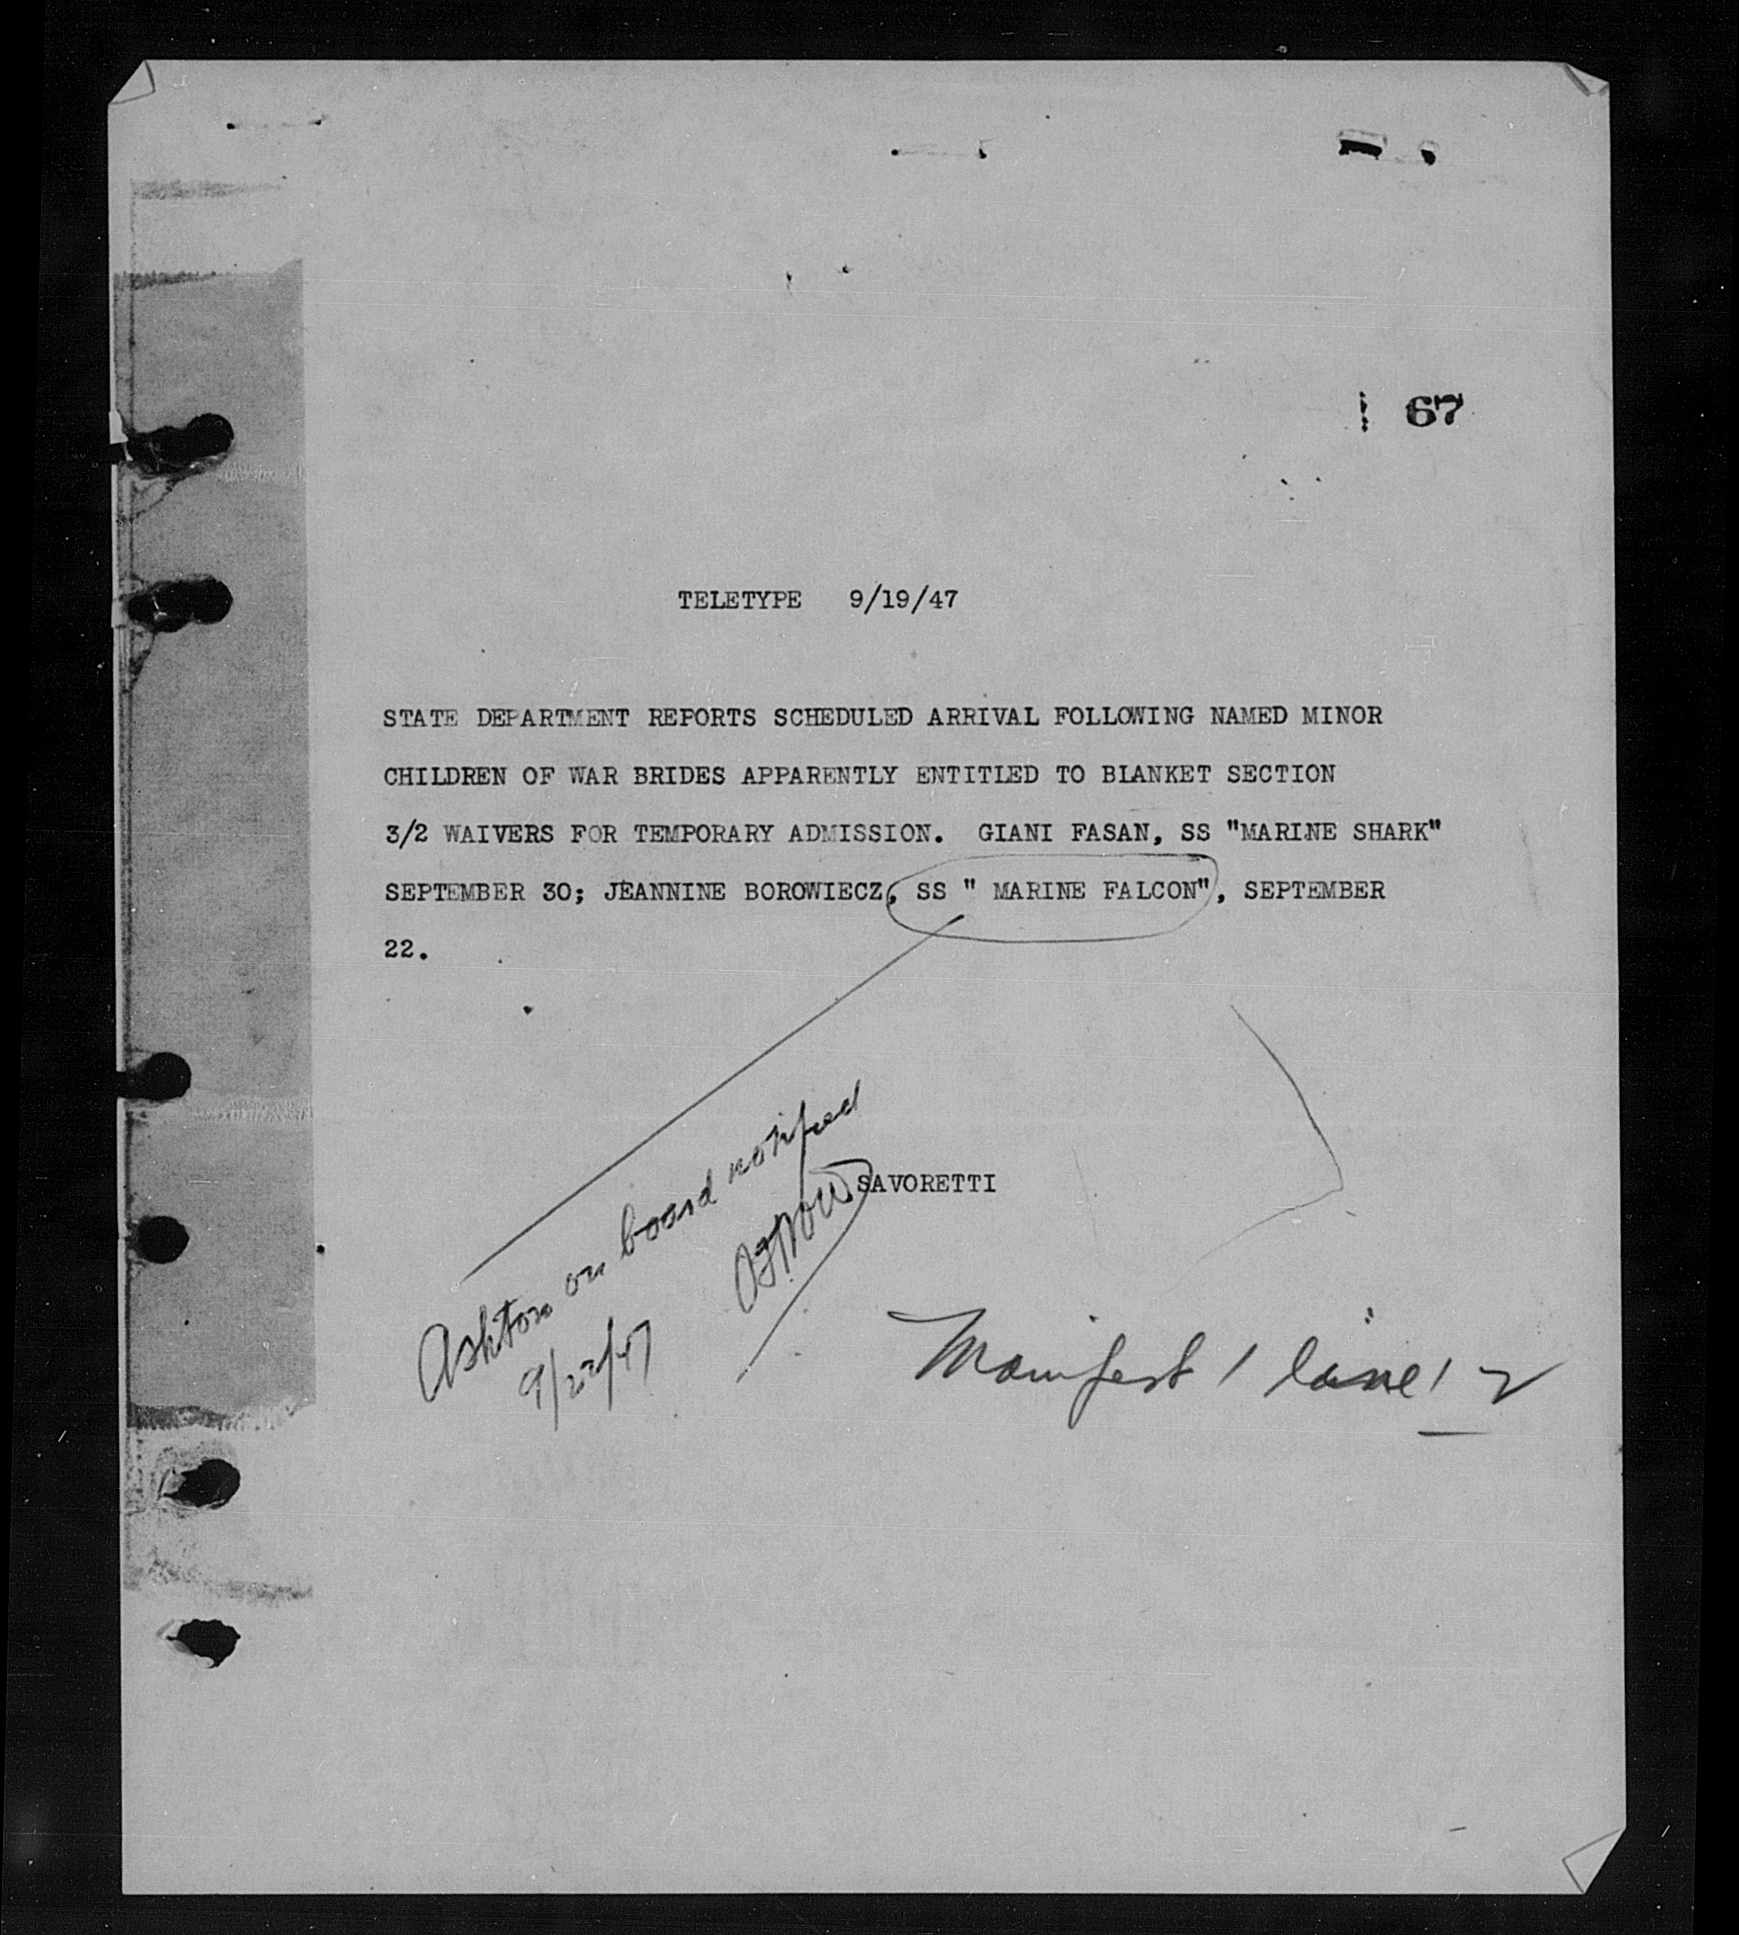 67
TELETYPE 9/19/47
STATE DEPARTMENT REPORTS SCHEDULED ARRIVAL FOLLOWING NAMED MINOR
CHILDREN OF WAR BRIDES APPARENTLY ENTITLED TO BLANKET SECTION
3/2 WAIVERS FOR TEMPORARY ADMISSION. GIANI FASAN, SS "MARINE SHARK"
SEPTEMBER 30; JEANNINE BOROWIECZ, SS " MARINE FALCON", SEPTEMBER
22.
SAVORETTI
Ashton on board notified
9/22/47
Manifest 1 line 12